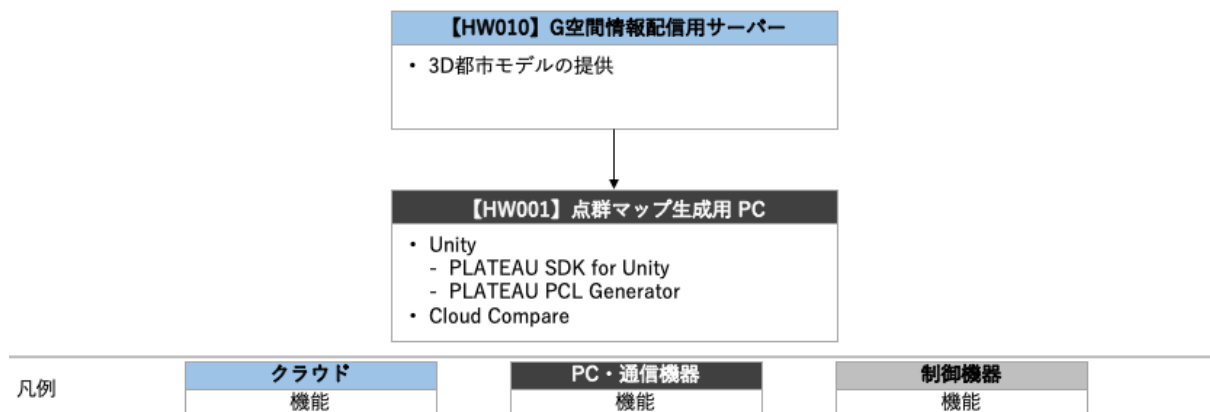 【HW010】G空間情報配信用サーバー
• 3D都市モデルの提供
【HW001】点群マップ生成用 PC
• Unity
- PLATEAU SDK for Unity
- PLATEAU PCL Generator
• Cloud Compare
凡例
クラウド
機能
PC・通信機器
機能
制御機器
機能